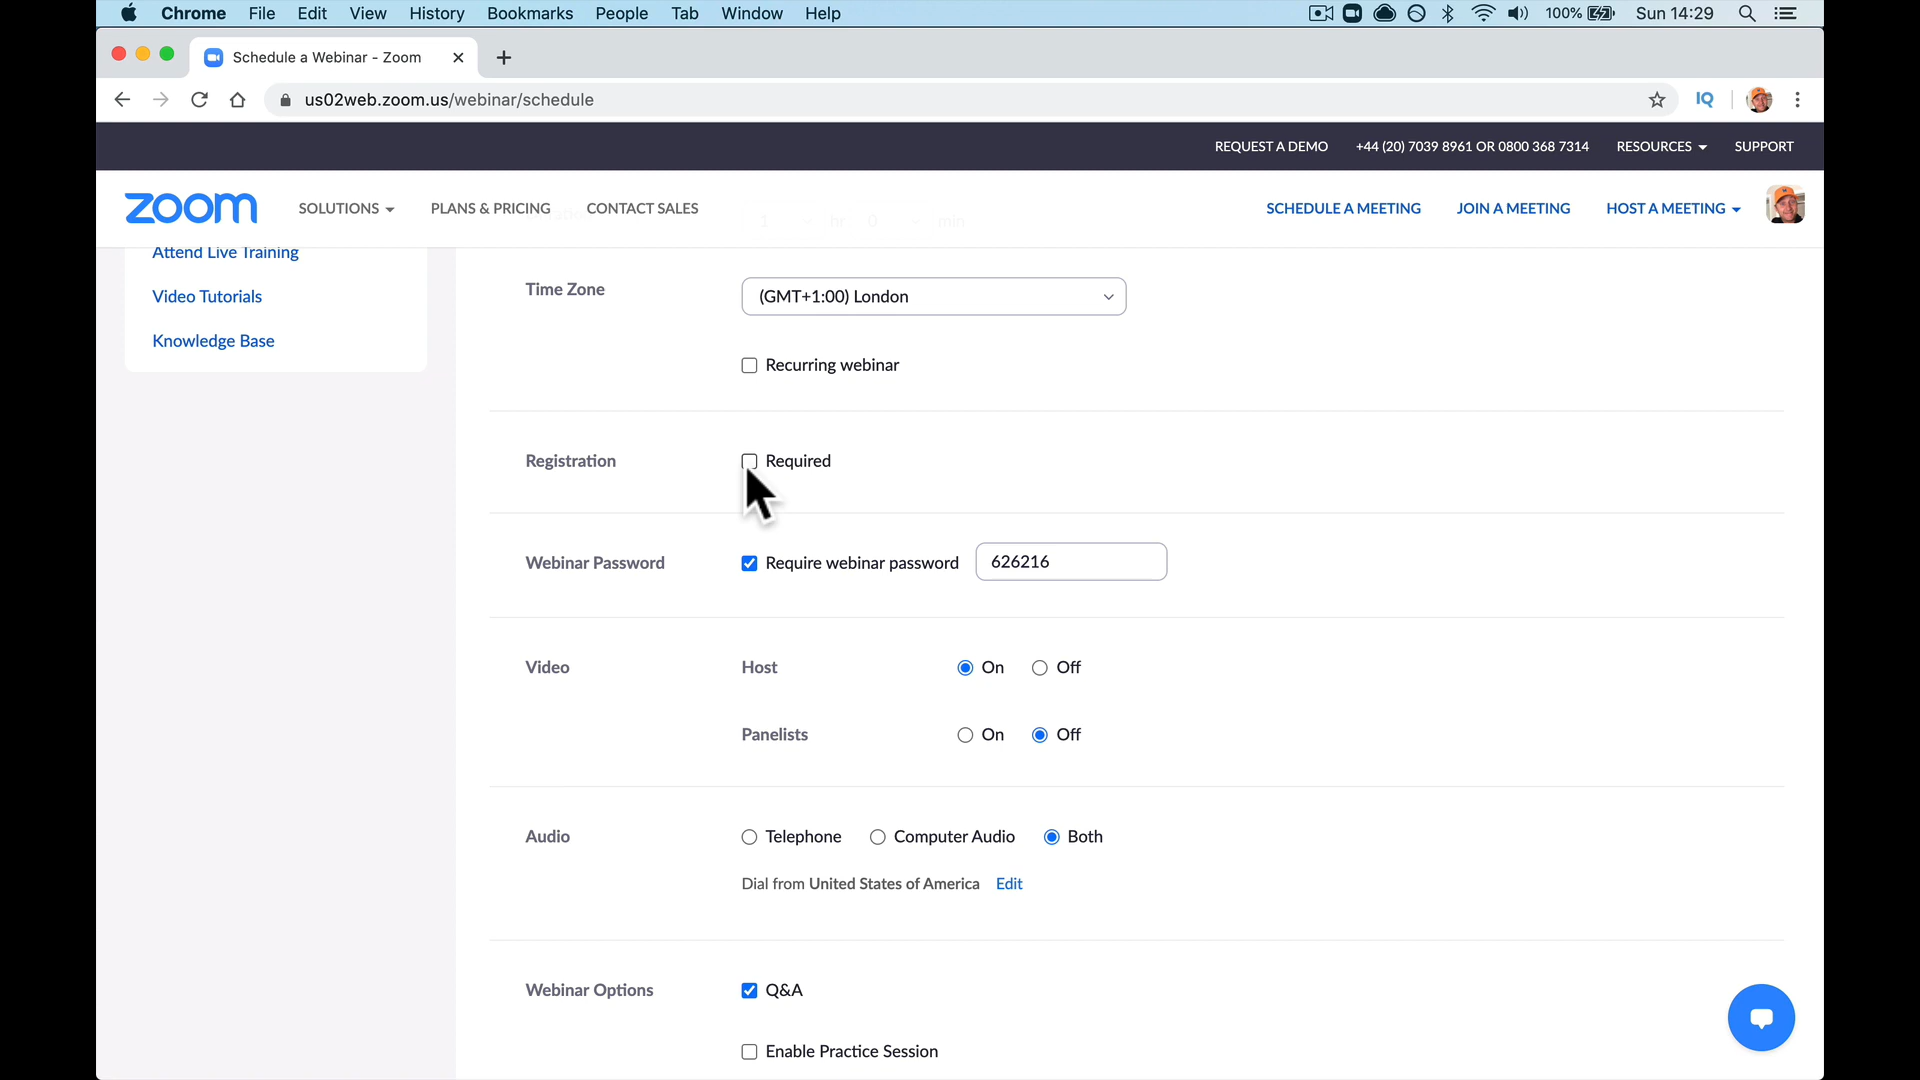 Chrome File Edit View History Bookmarks People Tab Window Help 100% Sun 14:29
Schedule a Webinar - Zoom
us02web.zoom.us/webinar/schedule IQ
REQUEST A DEMO +44 (20) 7039 8961 OR 0800 368 7314 RESOURCES SUPPORT
zoom SOLUTIONS PLANS & PRICING CONTACT SALES SCHEDULE A MEETING JOIN A MEETING HOST A MEETING
1 hr 0 min
Attend Live Training
Video Tutorials
Knowledge Base
Time Zone (GMT+1:00) London
Recurring webinar
Registration Required
Webinar Password Require webinar password 626216
Video Host On Off
Panelists On Off
Audio Telephone Computer Audio Both
Dial from United States of America Edit
Webinar Options Q&A
Enable Practice Session